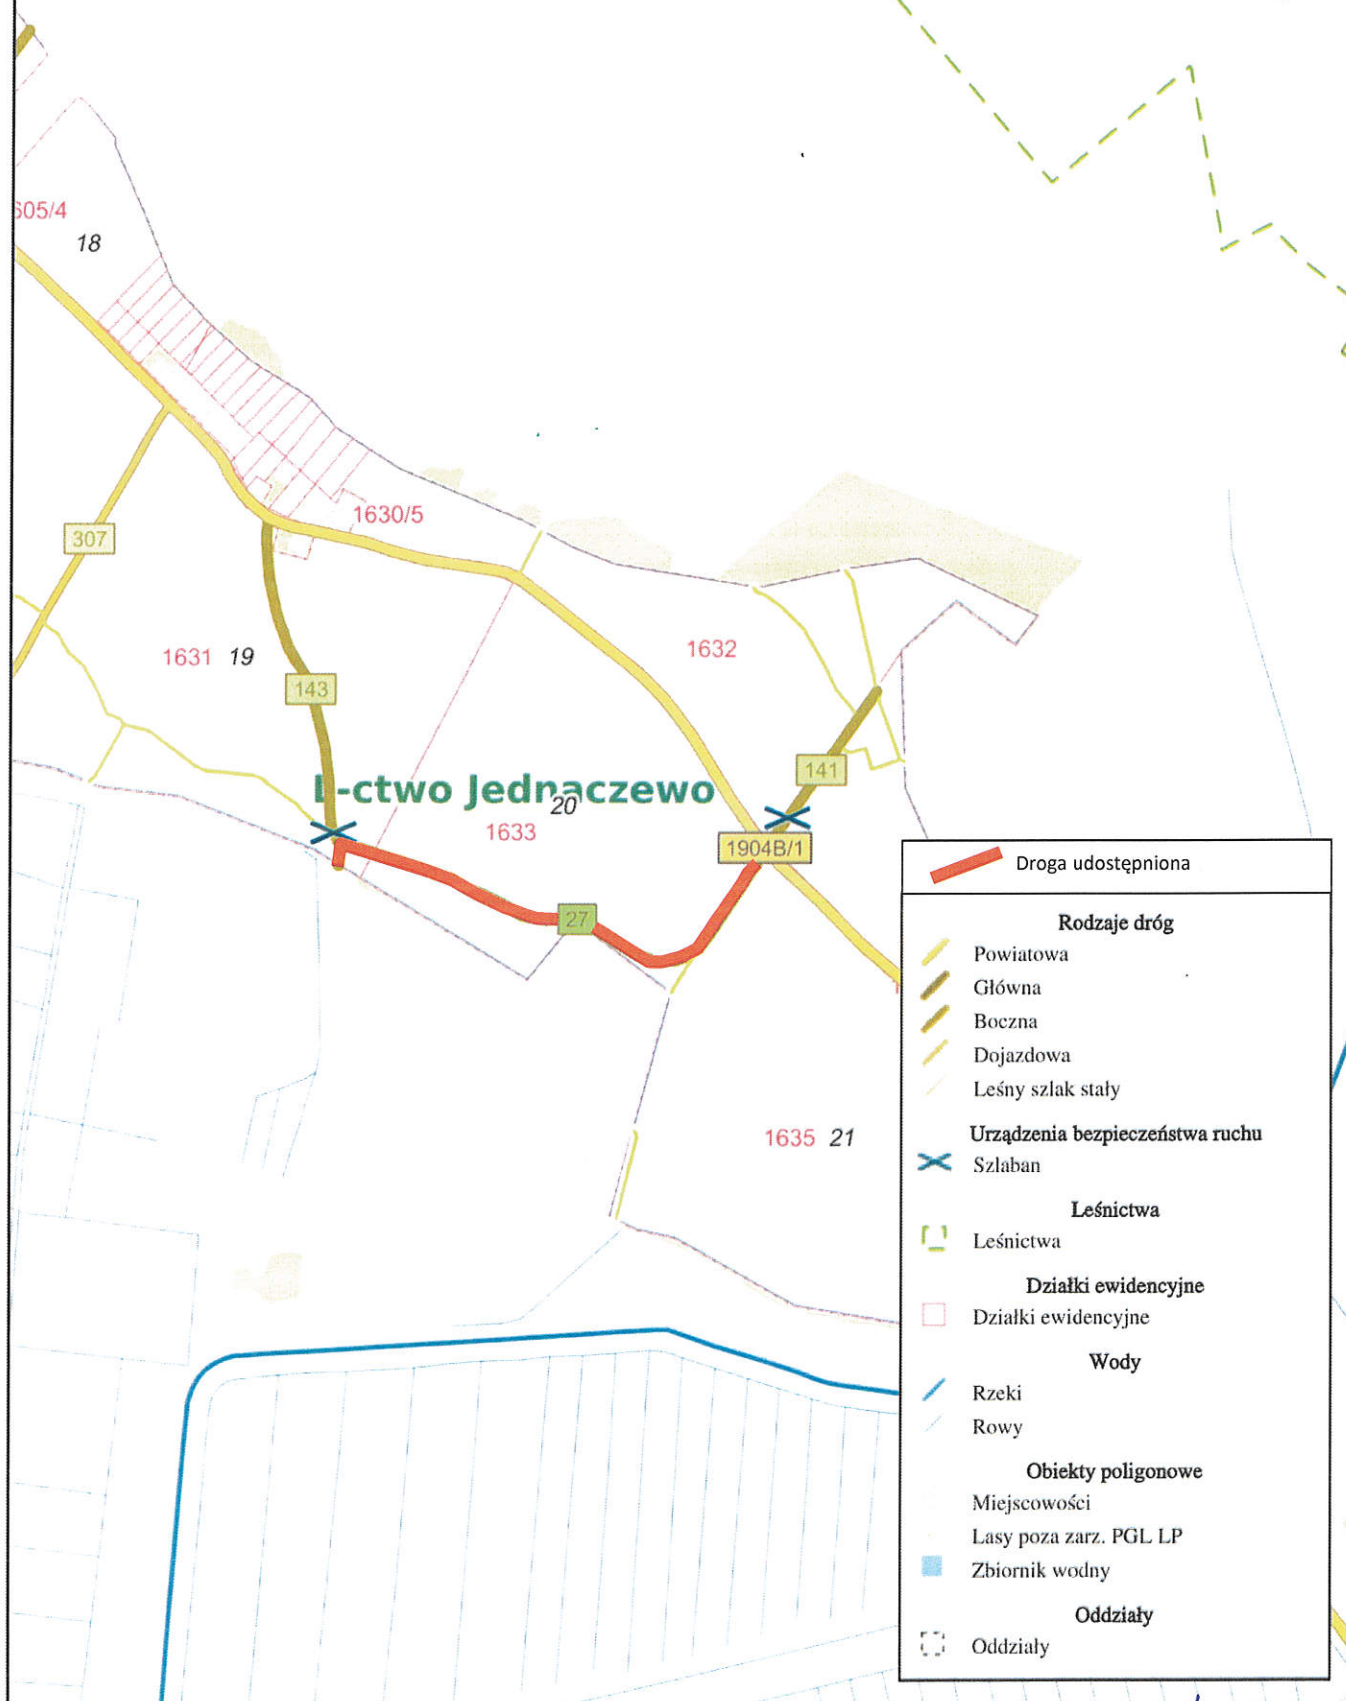 605/4
18
1630/5
307
1631 19
1632
143
141
L-ctwo Jednaczewo
20
1633
1904B/1
27
1635 21
Droga udostępniona
Rodzaje dróg
Powiatowa
Główna
Boczna
Dojazdowa
Leśny szlak stały
Urządzenia bezpieczeństwa ruchu
Szlaban
Leśnictwa
Leśnictwa
Działki ewidencyjne
Działki ewidencyjne
Wody
Rzeki
Rowy
Obiekty poligonowe
Miejscowości
Lasy poza zarz. PGL LP
Zbiornik wodny
Oddziały
Oddziały